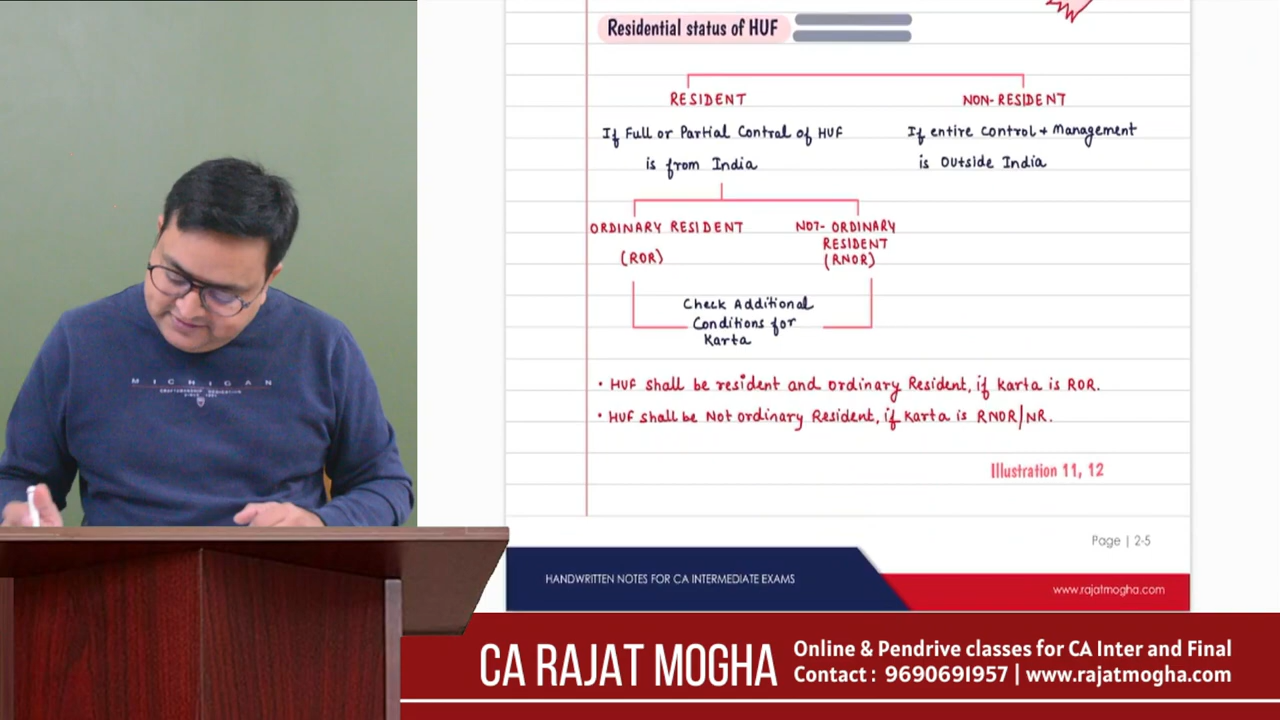 Residential status of HUF
RESIDENT
NON-RESIDENT
If Full or Partial Control of HUF
is from India
If entire Control + Management
is Outside India
ORDINARY RESIDENT
(ROR)
NOT- ORDINARY
RESIDENT
(RNOR)
Check Additional
Conditions for
Karta
• HUF shall be resident and ordinary Resident, if Karta is ROR.
• HUF shall be Not ordinary Resident, if Karta is RNOR/NR.
Illustration 11, 12
Page | 2-5
HANDWRITTEN NOTES FOR CA INTERMEDIATE EXAMS
www.rajatmogha.com
MICHIGAN
CA RAJAT MOGHA
Online & Pendrive classes for CA Inter and Final
Contact : 9690691957 | www.rajatmogha.com